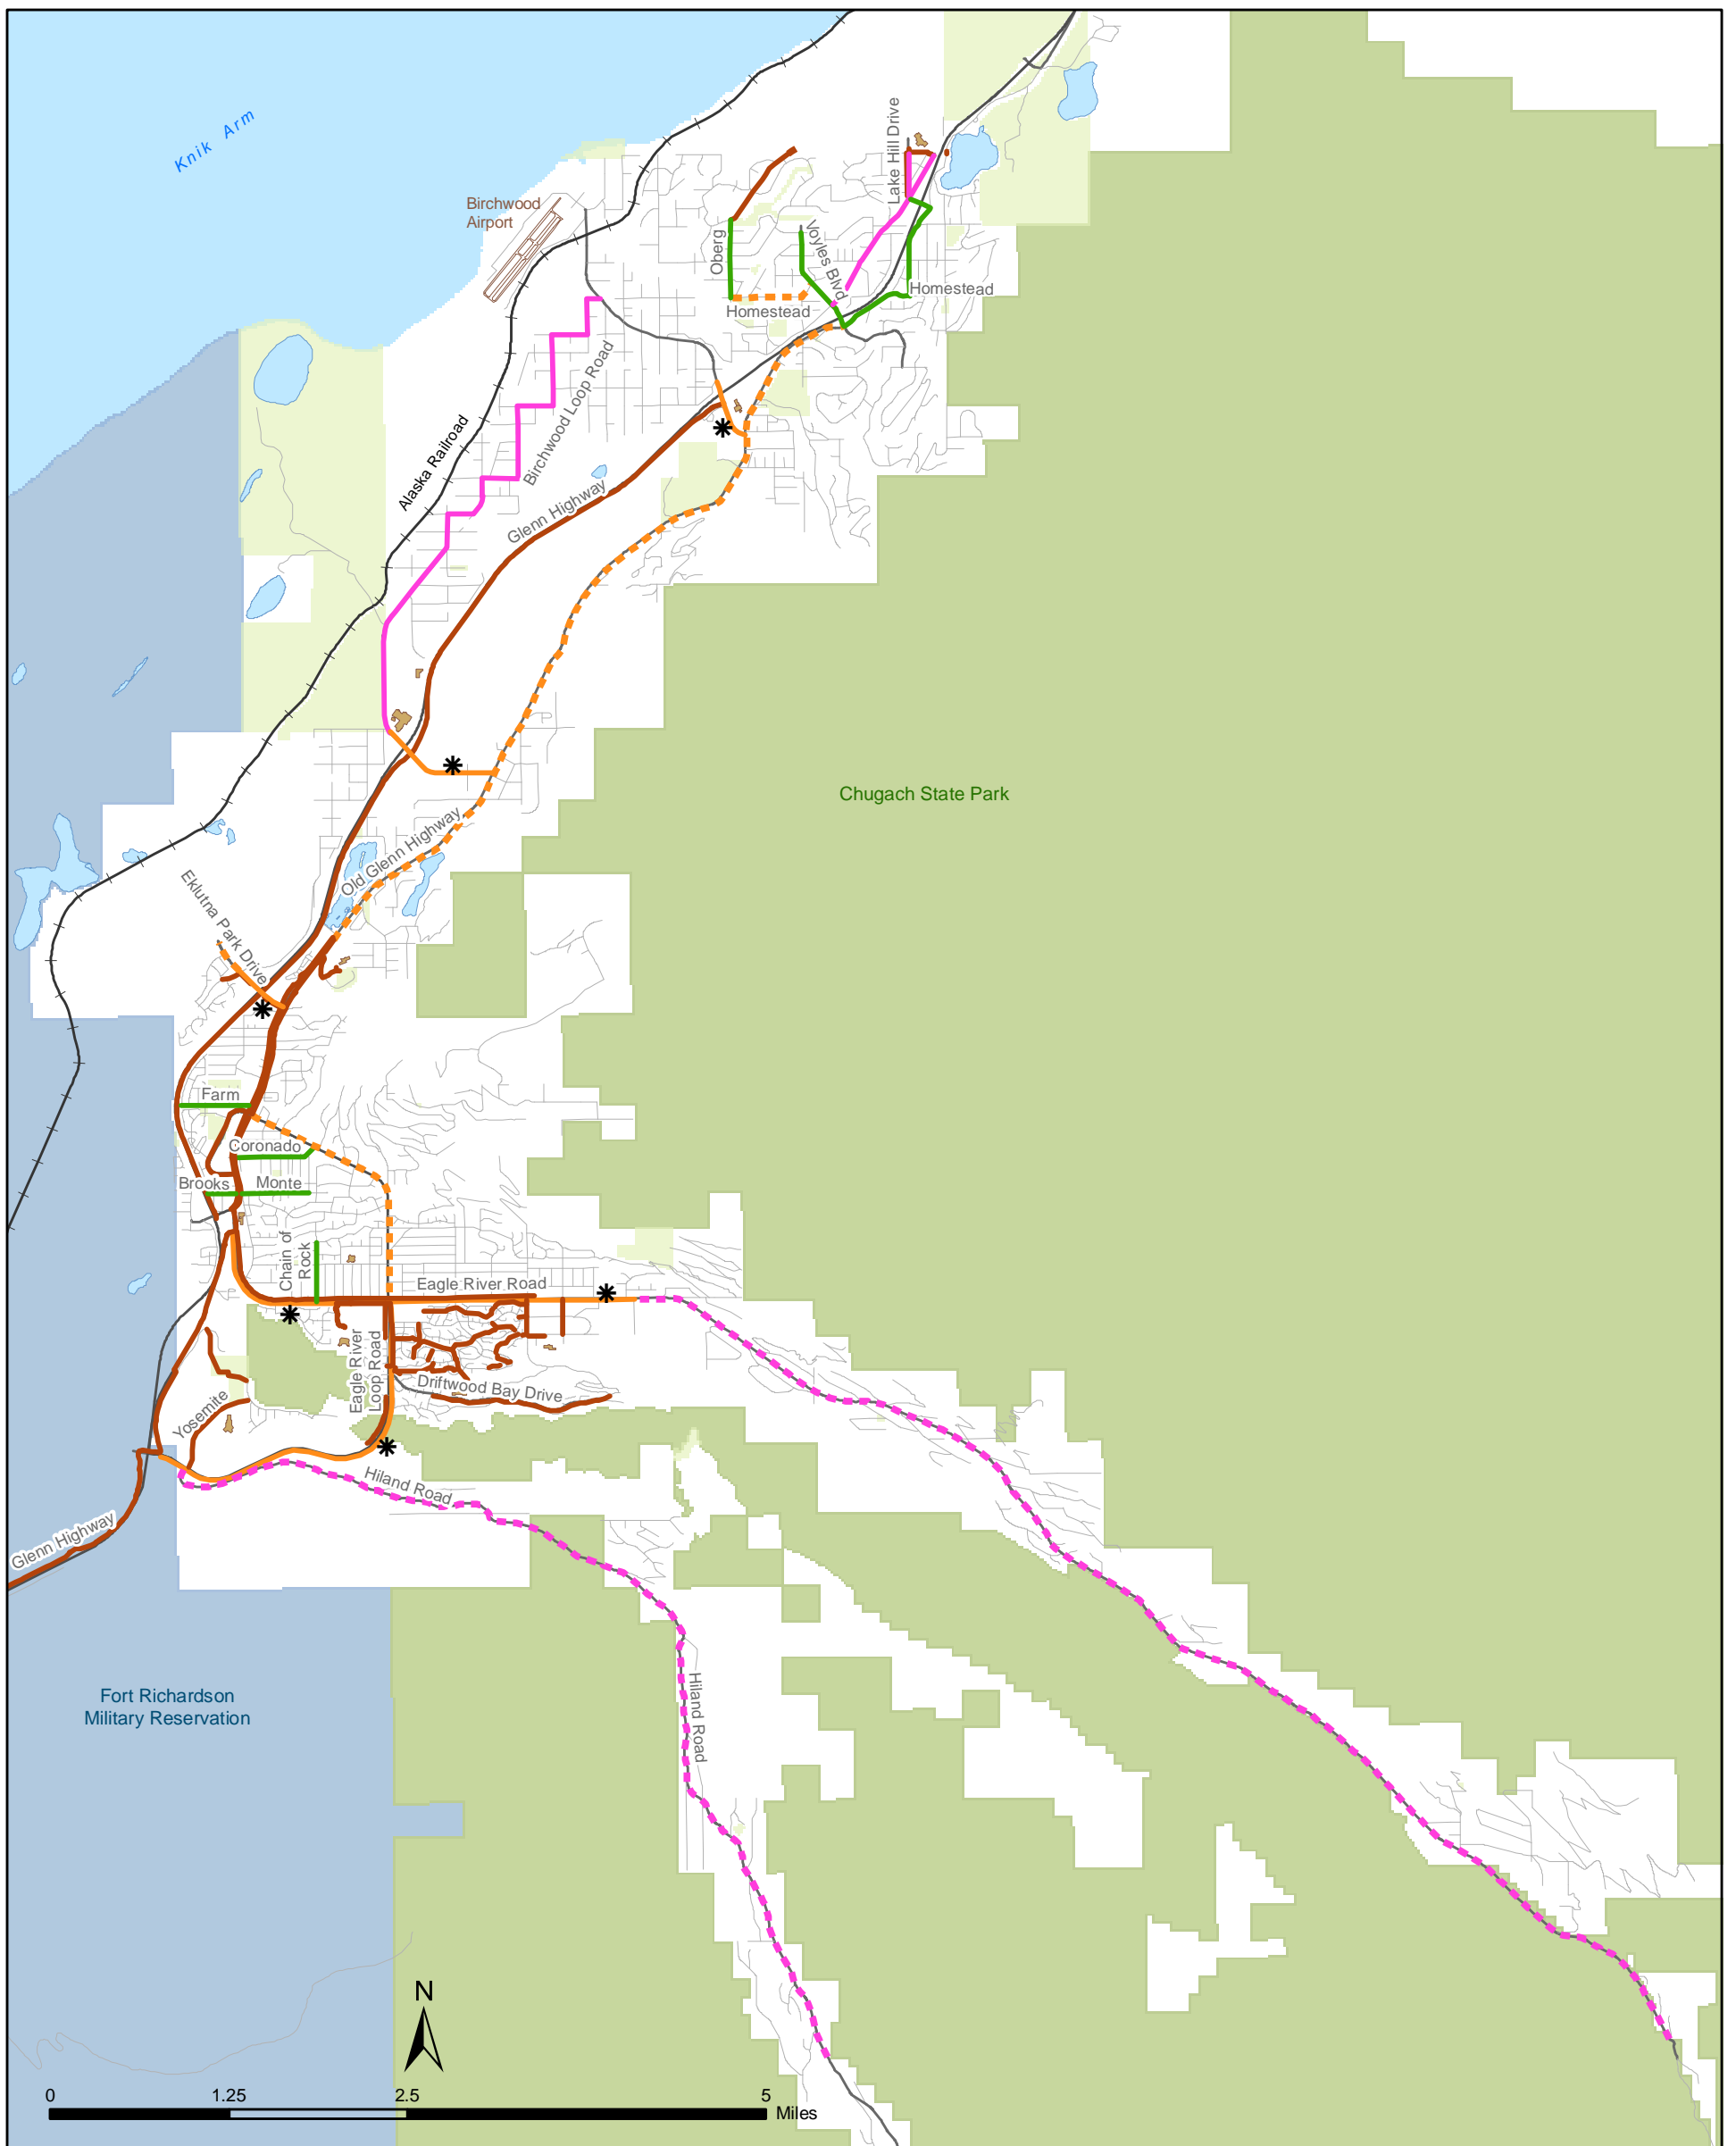 Knik Arm
Lake Hill Drive
Birchwood
Airport
Oberg
Voyles Blvd
Homestead
Homestead
Birchwood Loop Road
Alaska Railroad
Glenn Highway
Chugach State Park
Old Glenn Highway
Eklutna Park Drive
Farm
Coronado
Brooks
Monte
Chain of
Rock
Eagle River Road
Eagle River
Loop Road
Driftwood Bay Drive
Yosemite
Hiland Road
Glenn Highway
Fort Richardson
Military Reservation
Hiland Road
N
0 1.25 2.5 5
Miles